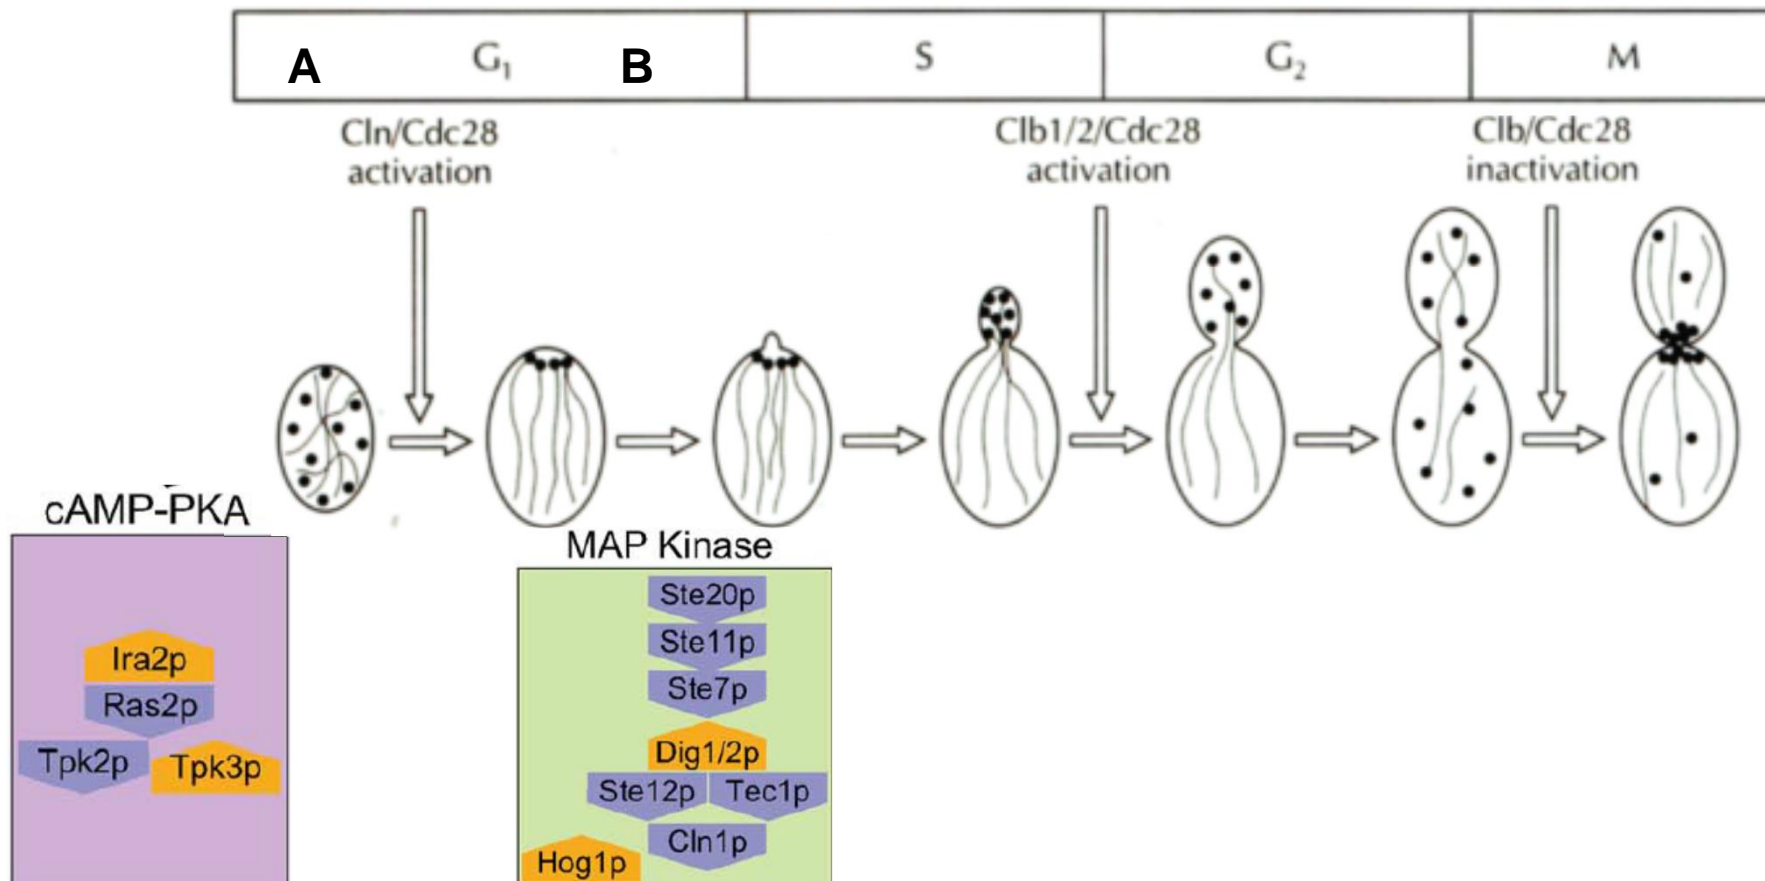 A G₁ B S G₂ M
Cln/Cdc28
activation
Clb1/2/Cdc28
activation
Clb/Cdc28
inactivation
cAMP-PKA
Ira2p
Ras2p
Tpk2p Tpk3p
MAP Kinase
Ste20p
Ste11p
Ste7p
Dig1/2p
Ste12p Tec1p
Cln1p
Hog1p